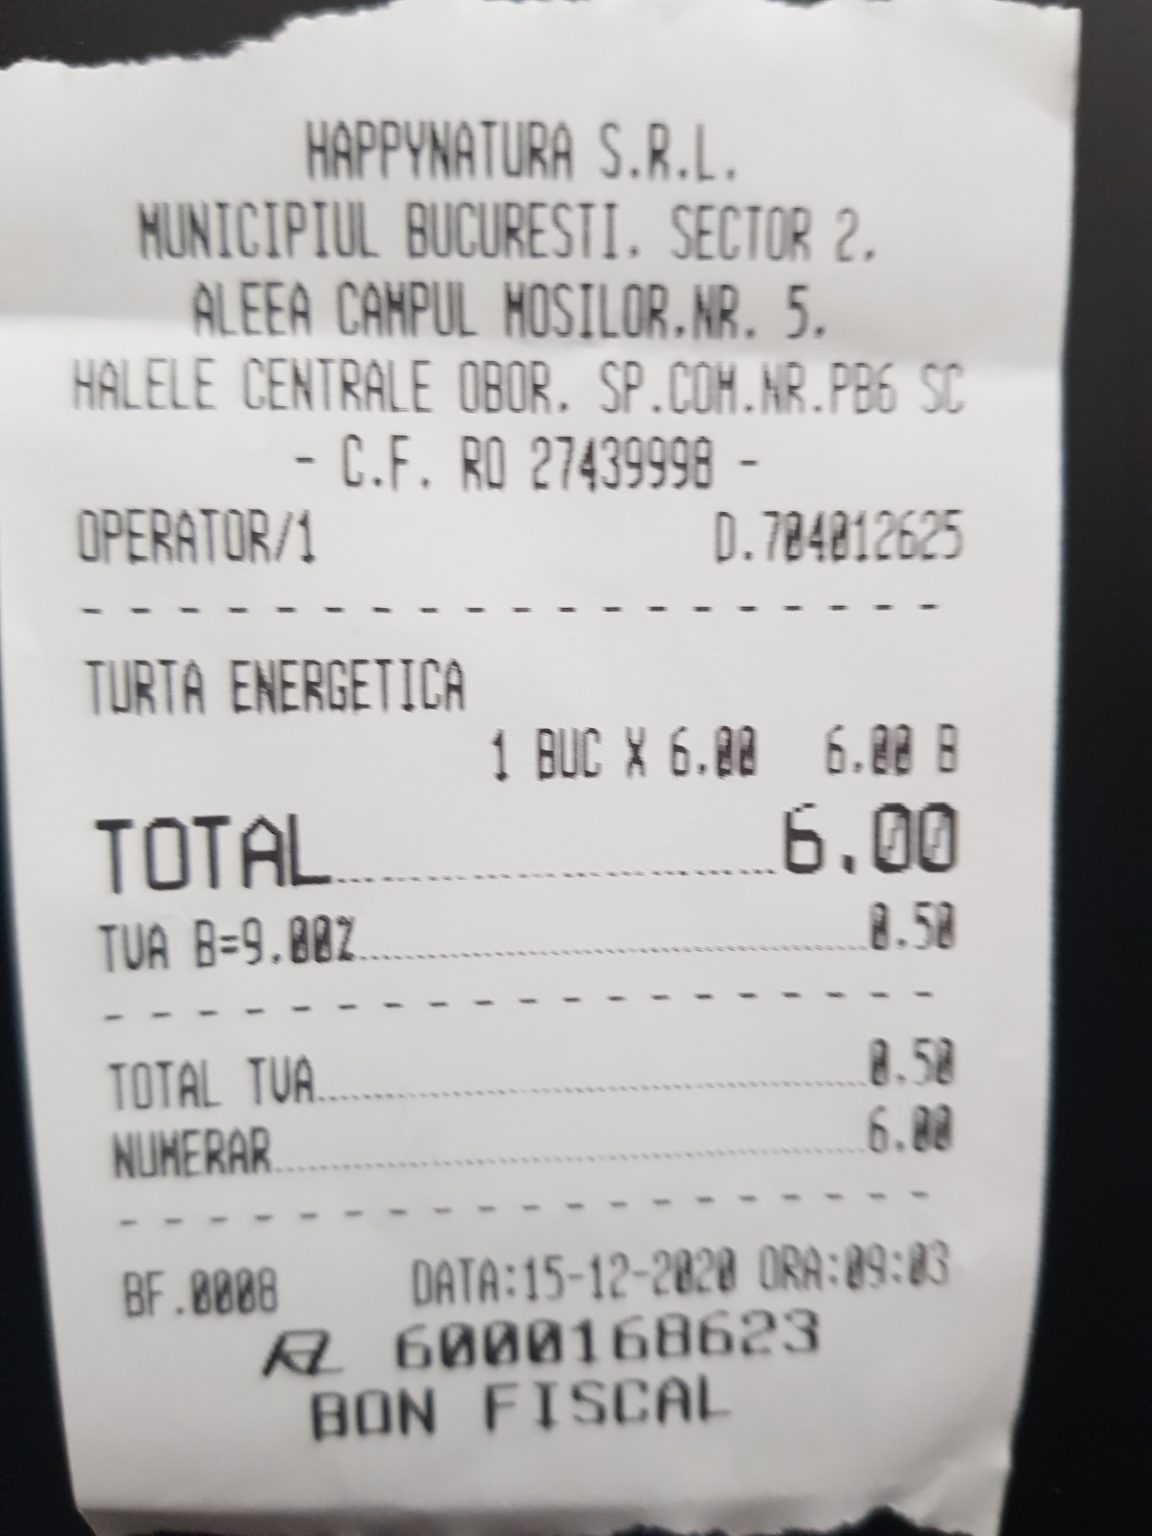 HAPPYNATURA S.R.L.
MUNICIPIUL BUCURESTI. SECTOR 2.
ALEEA CAMPUL MOSILOR.NR. 5.
HALELE CENTRALE OBOR. SP.COM.NR.PB6 SC
- C.F. RO 27439998 -
OPERATOR/1 D.704012625
TURTA ENERGETICA
1 BUC X 6.00 6.00 B
TOTAL 6.00
TVA B=9.00% 0.50
TOTAL TVA 0.50
NUMERAR 6.00
BF.0008 DATA:15-12-2020 ORA:09:03
6000168623
BON FISCAL